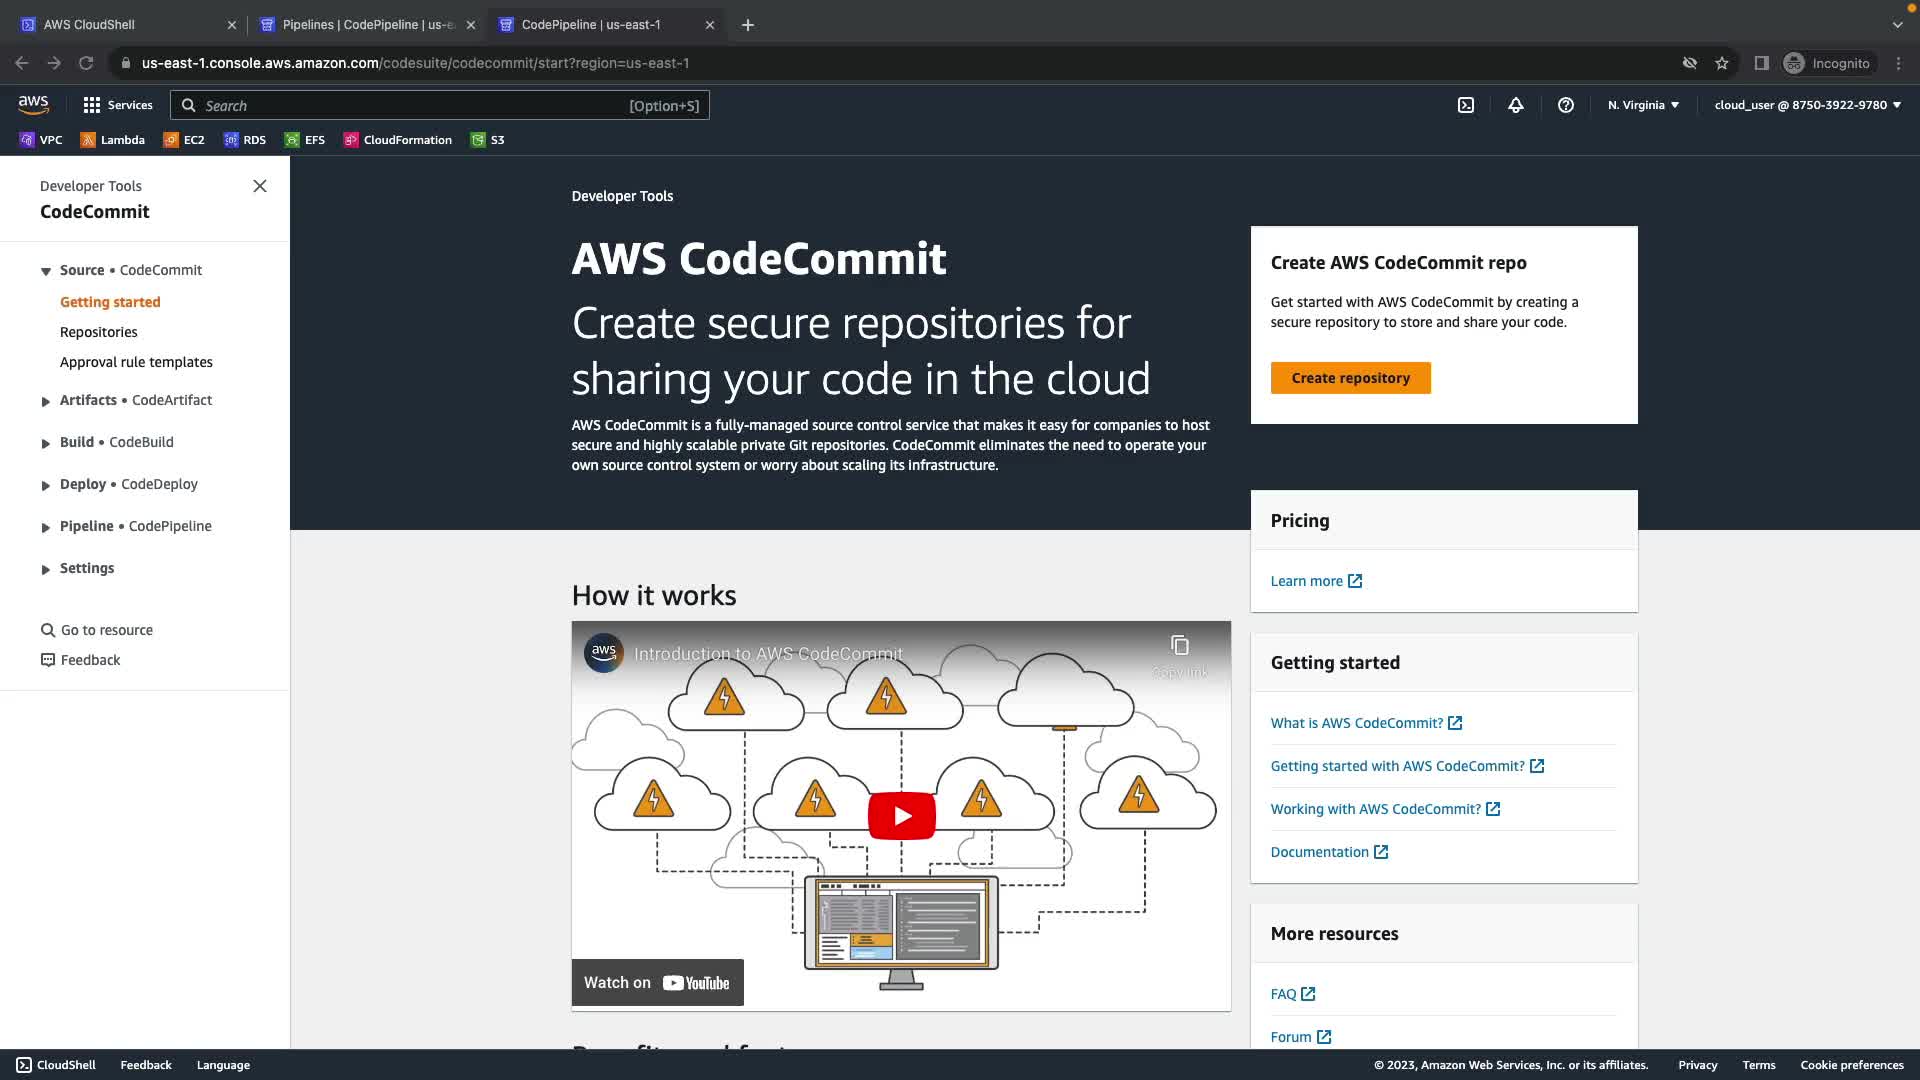 AWS CloudShell
Pipelines | CodePipeline | us-ea
CodePipeline | us-east-1
us-east-1.console.aws.amazon.com/codesuite/codecommit/start?region=us-east-1
Incognito
aws
Services
Search
[Option+S]
N. Virginia
cloud_user @ 8750-3922-9780
VPC
Lambda
EC2
RDS
EFS
CloudFormation
S3
Developer Tools
CodeCommit
Source • CodeCommit
Getting started
Repositories
Approval rule templates
Artifacts • CodeArtifact
Build • CodeBuild
Deploy • CodeDeploy
Pipeline • CodePipeline
Settings
Go to resource
Feedback
Developer Tools
AWS CodeCommit
Create secure repositories for
sharing your code in the cloud
AWS CodeCommit is a fully-managed source control service that makes it easy for companies to host
secure and highly scalable private Git repositories. CodeCommit eliminates the need to operate your
own source control system or worry about scaling its infrastructure.
Create AWS CodeCommit repo
Get started with AWS CodeCommit by creating a
secure repository to store and share your code.
Create repository
Pricing
Learn more
How it works
aws
Introduction to AWS CodeCommit
Copy link
Watch on YouTube
Getting started
What is AWS CodeCommit?
Getting started with AWS CodeCommit?
Working with AWS CodeCommit?
Documentation
More resources
FAQ
Forum
CloudShell
Feedback
Language
© 2023, Amazon Web Services, Inc. or its affiliates.
Privacy
Terms
Cookie preferences